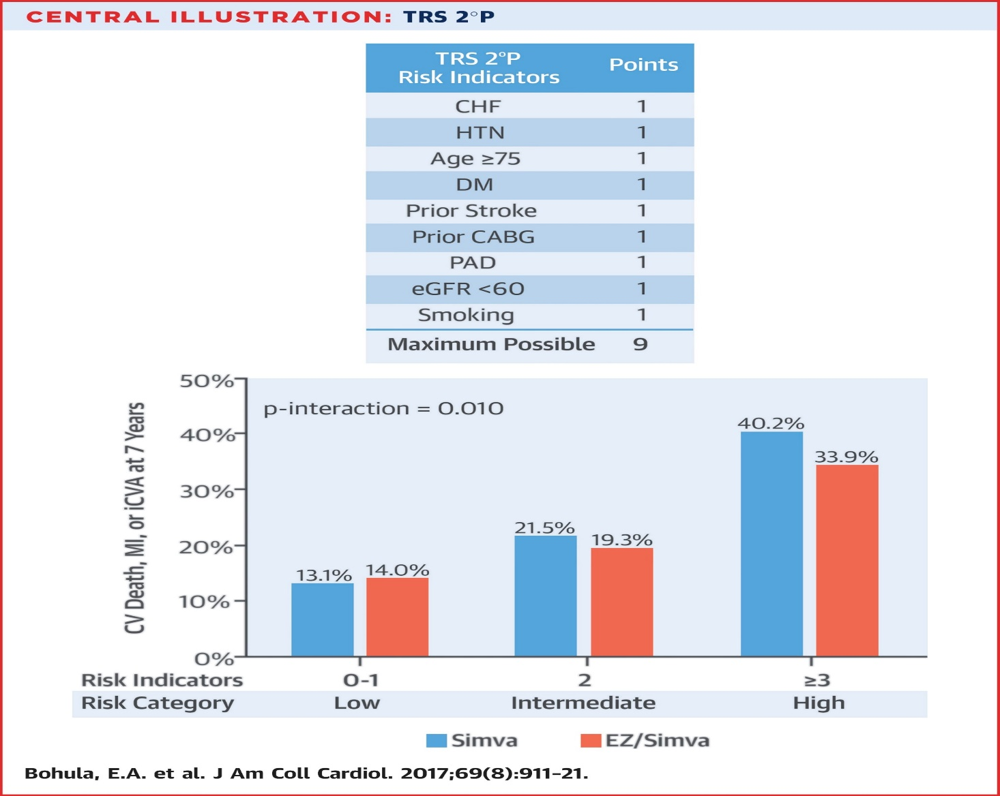 CENTRAL ILLUSTRATION: TRS 2°P
TRS 2°P
Risk Indicators
Points
CHF 1
HTN 1
Age ≥75 1
DM 1
Prior Stroke 1
Prior CABG 1
PAD 1
eGFR <60 1
Smoking 1
Maximum Possible 9
CV Death, MI, or iCVA at 7 Years
50%
40%
30%
20%
10%
0%
p-interaction = 0.010
13.1% 14.0%
21.5% 19.3%
40.2% 33.9%
Risk Indicators 0-1 2 ≥3
Risk Category Low Intermediate High
Simva EZ/Simva
Bohula, E.A. et al. J Am Coll Cardiol. 2017;69(8):911-21.